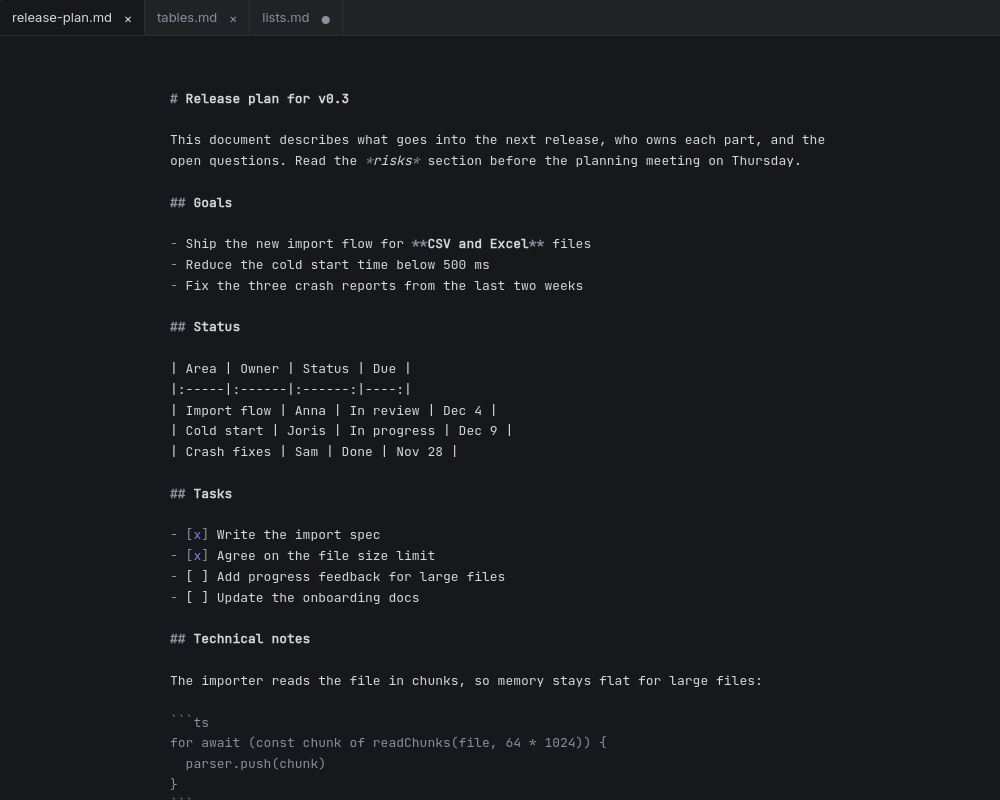 release-plan.md ×
tables.md ×
lists.md ●
# Release plan for v0.3
This document describes what goes into the next release, who owns each part, and the
open questions. Read the *risks* section before the planning meeting on Thursday.
## Goals
- Ship the new import flow for **CSV and Excel** files
- Reduce the cold start time below 500 ms
- Fix the three crash reports from the last two weeks
## Status
| Area | Owner | Status | Due |
|:-----|:------|:------:|----:|
| Import flow | Anna | In review | Dec 4 |
| Cold start | Joris | In progress | Dec 9 |
| Crash fixes | Sam | Done | Nov 28 |
## Tasks
- [x] Write the import spec
- [x] Agree on the file size limit
- [ ] Add progress feedback for large files
- [ ] Update the onboarding docs
## Technical notes
The importer reads the file in chunks, so memory stays flat for large files:
```ts
for await (const chunk of readChunks(file, 64 * 1024)) {
  parser.push(chunk)
}
```